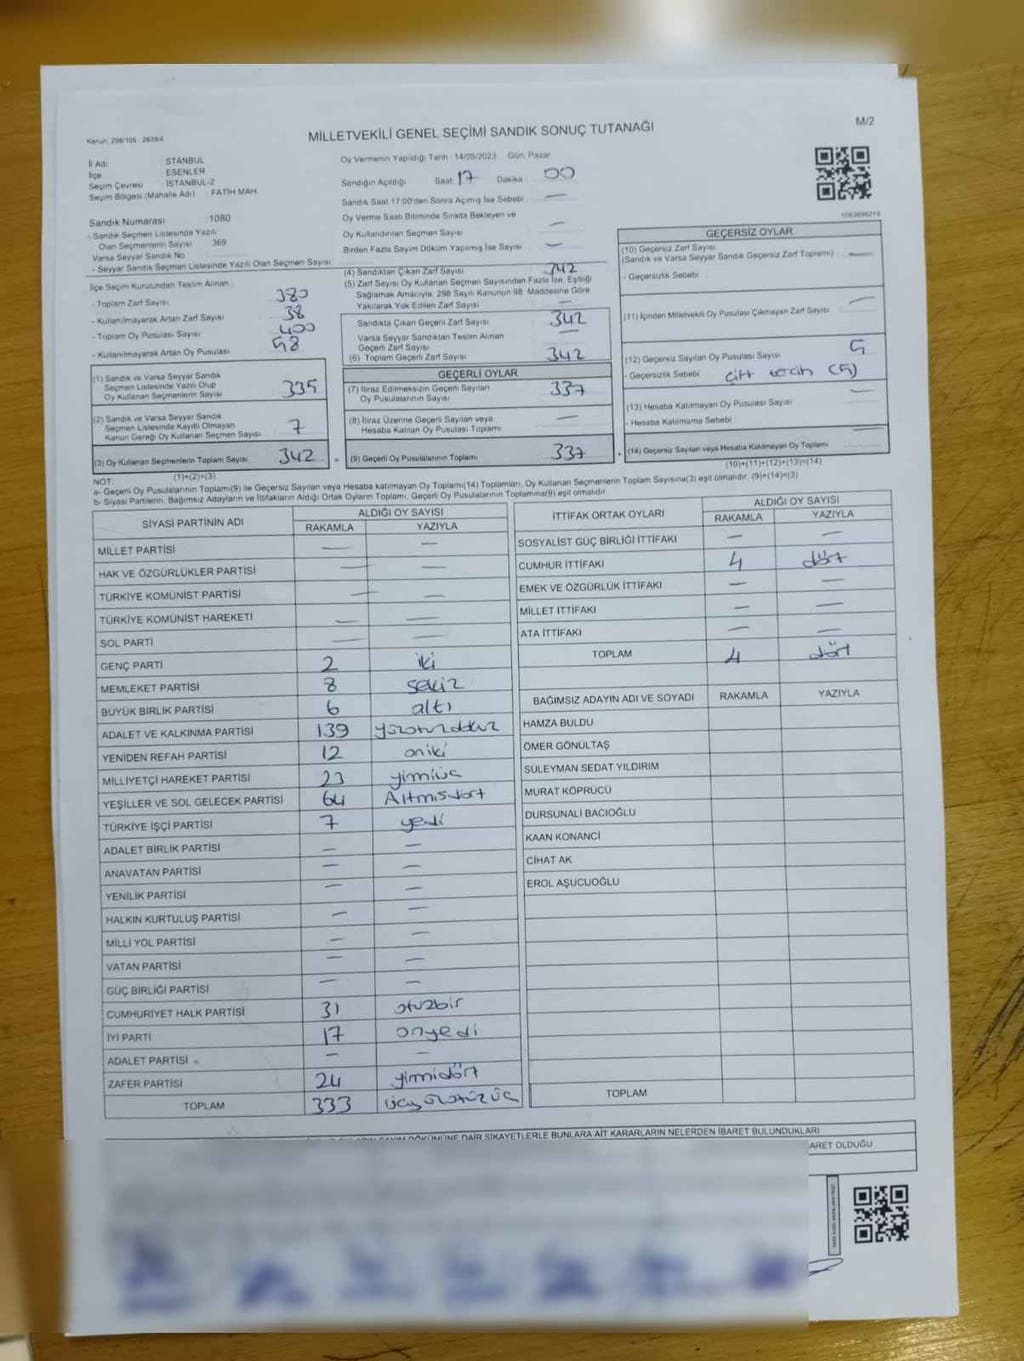 Kanun: 298/105 2839/4
MİLLETVEKİLİ GENEL SEÇİMİ SANDIK SONUÇ TUTANAĞI
M/2
İl Adı : İSTANBUL
İlçe : ESENLER
Seçim Çevresi : İSTANBUL-2
Seçim Bölgesi (Mahalle Adı) : FATİH MAH.
Sandık Numarası : 1080
- Sandık Seçmen Listesinde Yazılı
Olan Seçmenlerin Sayısı : 369
Varsa Seyyar Sandık No
- Seyyar Sandık Seçmen Listesinde Yazılı Olan Seçmen Sayısı
İlçe Seçim Kurulundan Teslim Alınan :
- Toplam Zarf Sayısı 380
- Kullanılmayarak Artan Zarf Sayısı 38
- Toplam Oy Pusulası Sayısı 400
- Kullanılmayarak Artan Oy Pusulası 58
(1) Sandık ve Varsa Seyyar Sandık
Seçmen Listesinde Yazılı Olup
Oy Kullanan Seçmenlerin Sayısı 335
(2) Sandık ve Varsa Seyyar Sandık
Seçmen Listesinde Kayıtlı Olmayan
Kanun Gereği Oy Kullanan Seçmen Sayısı 7
(3) Oy Kullanan Seçmenlerin Toplam Sayısı 342
(1)+(2)=(3)
Oy Vermenin Yapıldığı Tarih : 14/05/2023 Gün: Pazar
Sandığın Açıldığı Saat 17 Dakika 00
Sandık Saat 17:00'den Sonra Açılmış İse Sebebi —
Oy Verme Saati Bitiminde Sırada Bekleyen ve
Oy Kullandırılan Seçmen Sayısı —
Birden Fazla Sayım Döküm Yapılmış İse Sayısı —
(4) Sandıktan Çıkan Zarf Sayısı 342
(5) Zarf Sayısı Oy Kullanan Seçmen Sayısından Fazla İse, Eşitliği
Sağlamak Amacıyla; 298 Sayılı Kanunun 98. Maddesine Göre
Yakılarak Yok Edilen Zarf Sayısı —
Sandıkta Çıkan Geçerli Zarf Sayısı 342
Varsa Seyyar Sandıktan Teslim Alınan
Geçerli Zarf Sayısı —
(6) Toplam Geçerli Zarf Sayısı 342
GEÇERLİ OYLAR
(7) İtiraz Edilmeksizin Geçerli Sayılan
Oy Pusulalarının Sayısı 337
(8) İtiraz Üzerine Geçerli Sayılan veya
Hesaba Katılan Oy Pusulası Toplamı —
(9) Geçerli Oy Pusulalarının Toplamı 337
GEÇERSİZ OYLAR
(10) Geçersiz Zarf Sayısı
(Sandık ve Varsa Seyyar Sandık Geçersiz Zarf Toplamı) —
- Geçersizlik Sebebi :
(11) İçinden Milletvekili Oy Pusulası Çıkmayan Zarf Sayısı —
(12) Geçersiz Sayılan Oy Pusulası Sayısı 5
- Geçersizlik Sebebi : Çift tercih (5)
(13) Hesaba Katılmayan Oy Pusulası Sayısı —
- Hesaba Katılmama Sebebi :
(14) Geçersiz Sayılan veya Hesaba Katılmayan Oy Toplamı
(10)+(11)+(12)+(13)=(14)
NOT:
a- Geçerli Oy Pusulalarının Toplamı(9) ile Geçersiz Sayılan veya Hesaba katılmayan Oy Toplamı(14) Toplamları, Oy Kullanan Seçmenlerin Toplam Sayısına(3) eşit olmalıdır. (9)+(14)=(3)
b- Siyasi Partilerin, Bağımsız Adayların ve İttifakların Aldığı Ortak Oyların Toplamı, Geçerli Oy Pusulalarının Toplamına(9) eşit olmalıdır.
SİYASİ PARTİNİN ADI ALDIĞI OY SAYISI
RAKAMLA YAZIYLA
MİLLET PARTİSİ — —
HAK VE ÖZGÜRLÜKLER PARTİSİ — —
TÜRKİYE KOMÜNİST PARTİSİ — —
TÜRKİYE KOMÜNİST HAREKETİ — —
SOL PARTİ — —
GENÇ PARTİ 2 iki
MEMLEKET PARTİSİ 8 sekiz
BÜYÜK BİRLİK PARTİSİ 6 altı
ADALET VE KALKINMA PARTİSİ 139 yüzotuzdokuz
YENİDEN REFAH PARTİSİ 12 oniki
MİLLİYETÇİ HAREKET PARTİSİ 23 yirmiüç
YEŞİLLER VE SOL GELECEK PARTİSİ 64 Altmışdört
TÜRKİYE İŞÇİ PARTİSİ 7 yedi
ADALET BİRLİK PARTİSİ — —
ANAVATAN PARTİSİ — —
YENİLİK PARTİSİ — —
HALKIN KURTULUŞ PARTİSİ — —
MİLLİ YOL PARTİSİ — —
VATAN PARTİSİ — —
GÜÇ BİRLİĞİ PARTİSİ — —
CUMHURİYET HALK PARTİSİ 31 otuzbir
İYİ PARTİ 17 onyedi
ADALET PARTİSİ — —
ZAFER PARTİSİ 24 yirmidört
TOPLAM 333 üçyüzotuzüç
İTTİFAK ORTAK OYLARI ALDIĞI OY SAYISI
RAKAMLA YAZIYLA
SOSYALİST GÜÇ BİRLİĞİ İTTİFAKI — —
CUMHUR İTTİFAKI 4 dört
EMEK VE ÖZGÜRLÜK İTTİFAKI — —
MİLLET İTTİFAKI — —
ATA İTTİFAKI — —
TOPLAM 4 dört
BAĞIMSIZ ADAYIN ADI VE SOYADI RAKAMLA YAZIYLA
HAMZA BULDU
ÖMER GÖNÜLTAŞ
SÜLEYMAN SEDAT YILDIRIM
MURAT KÖPRÜCÜ
DURSUNALİ BACIOĞLU
KAAN KONANCİ
CİHAT AK
EROL AŞUCUOĞLU
TOPLAM
DÖKÜMÜNE DAİR ŞİKAYETLERLE BUNLARA AİT KARARLARIN NELERDEN İBARET BULUNDUKLARI
ARET OLDUĞU